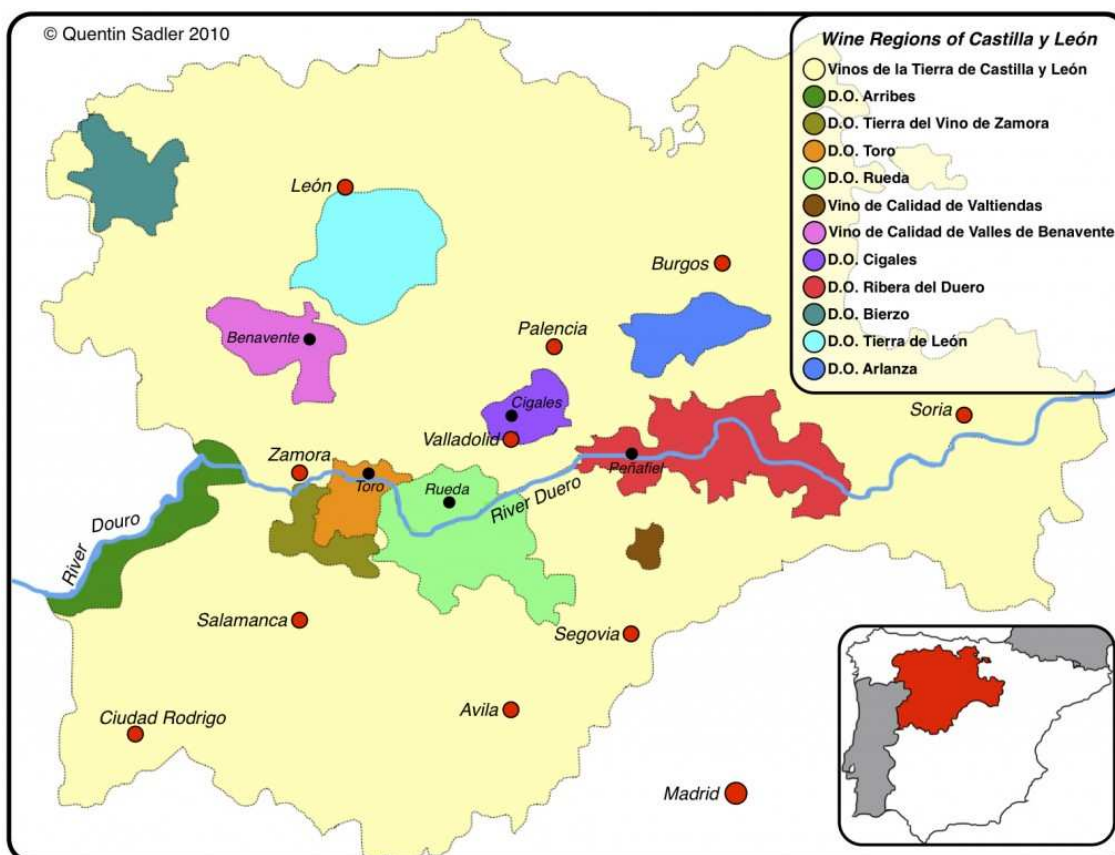 © Quentin Sadler 2010
Wine Regions of Castilla y León
Vinos de la Tierra de Castilla y León
D.O. Arribes
D.O. Tierra del Vino de Zamora
D.O. Toro
D.O. Rueda
Vino de Calidad de Valtiendas
Vino de Calidad de Valles de Benavente
D.O. Cigales
D.O. Ribera del Duero
D.O. Bierzo
D.O. Tierra de León
D.O. Arlanza
León
Burgos
Benavente
Palencia
Cigales
Soria
Valladolid
Zamora
Peñafiel
Toro
Rueda
River Duero
River Douro
Salamanca
Segovia
Avila
Ciudad Rodrigo
Madrid